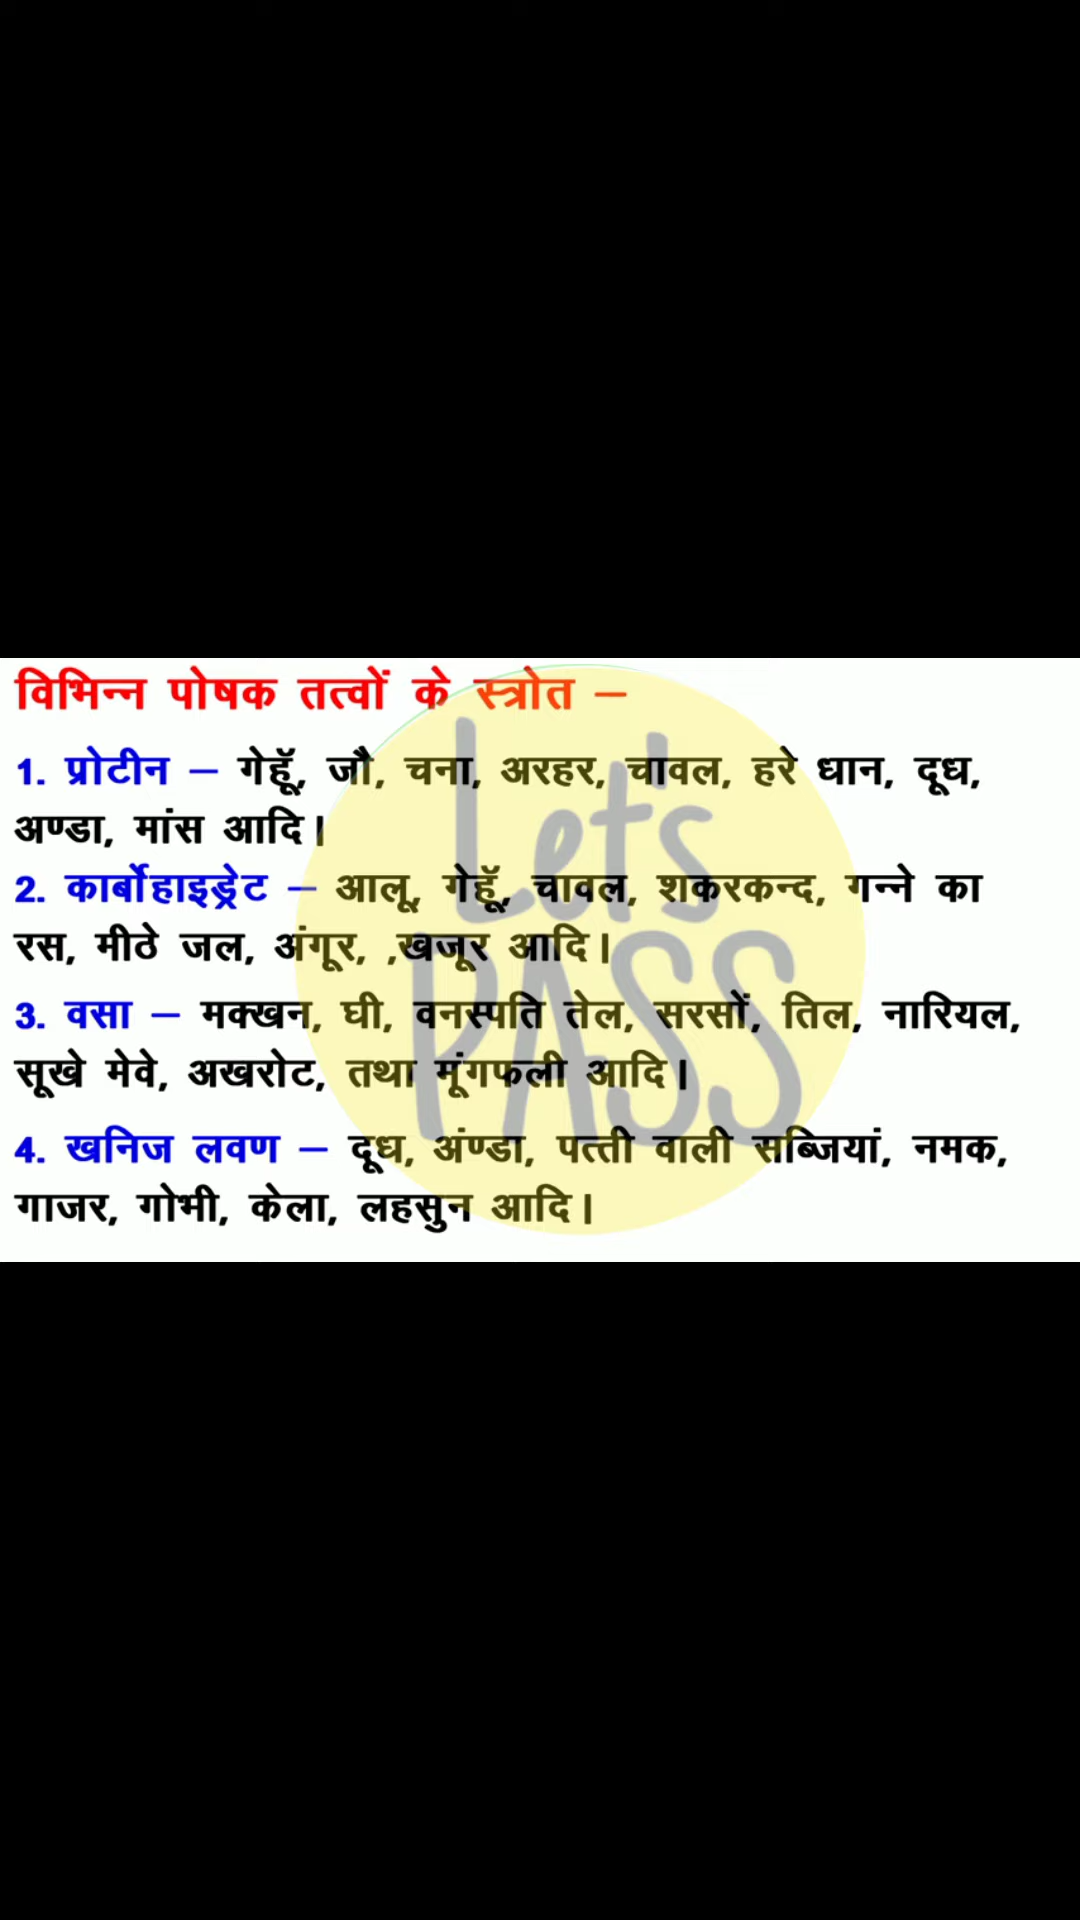 विभिन्न पोषक तत्वों के स्त्रोत –
1. प्रोटीन – गेहूॅं, जौ, चना, अरहर, चावल, हरे धान, दूध,
अण्डा, मांस आदि।
2. कार्बोहाइड्रेट – आलू, गेहूॅं, चावल, शकरकन्द, गन्ने का
रस, मीठे जल, अंगूर, ,खजूर आदि।
3. वसा – मक्खन, घी, वनस्पति तेल, सरसों, तिल, नारियल,
सूखे मेवे, अखरोट, तथा मूंगफली आदि।
4. खनिज लवण – दूध, अंण्डा, पत्ती वाली सब्जियां, नमक,
गाजर, गोभी, केला, लहसुन आदि।
Let's
PASS